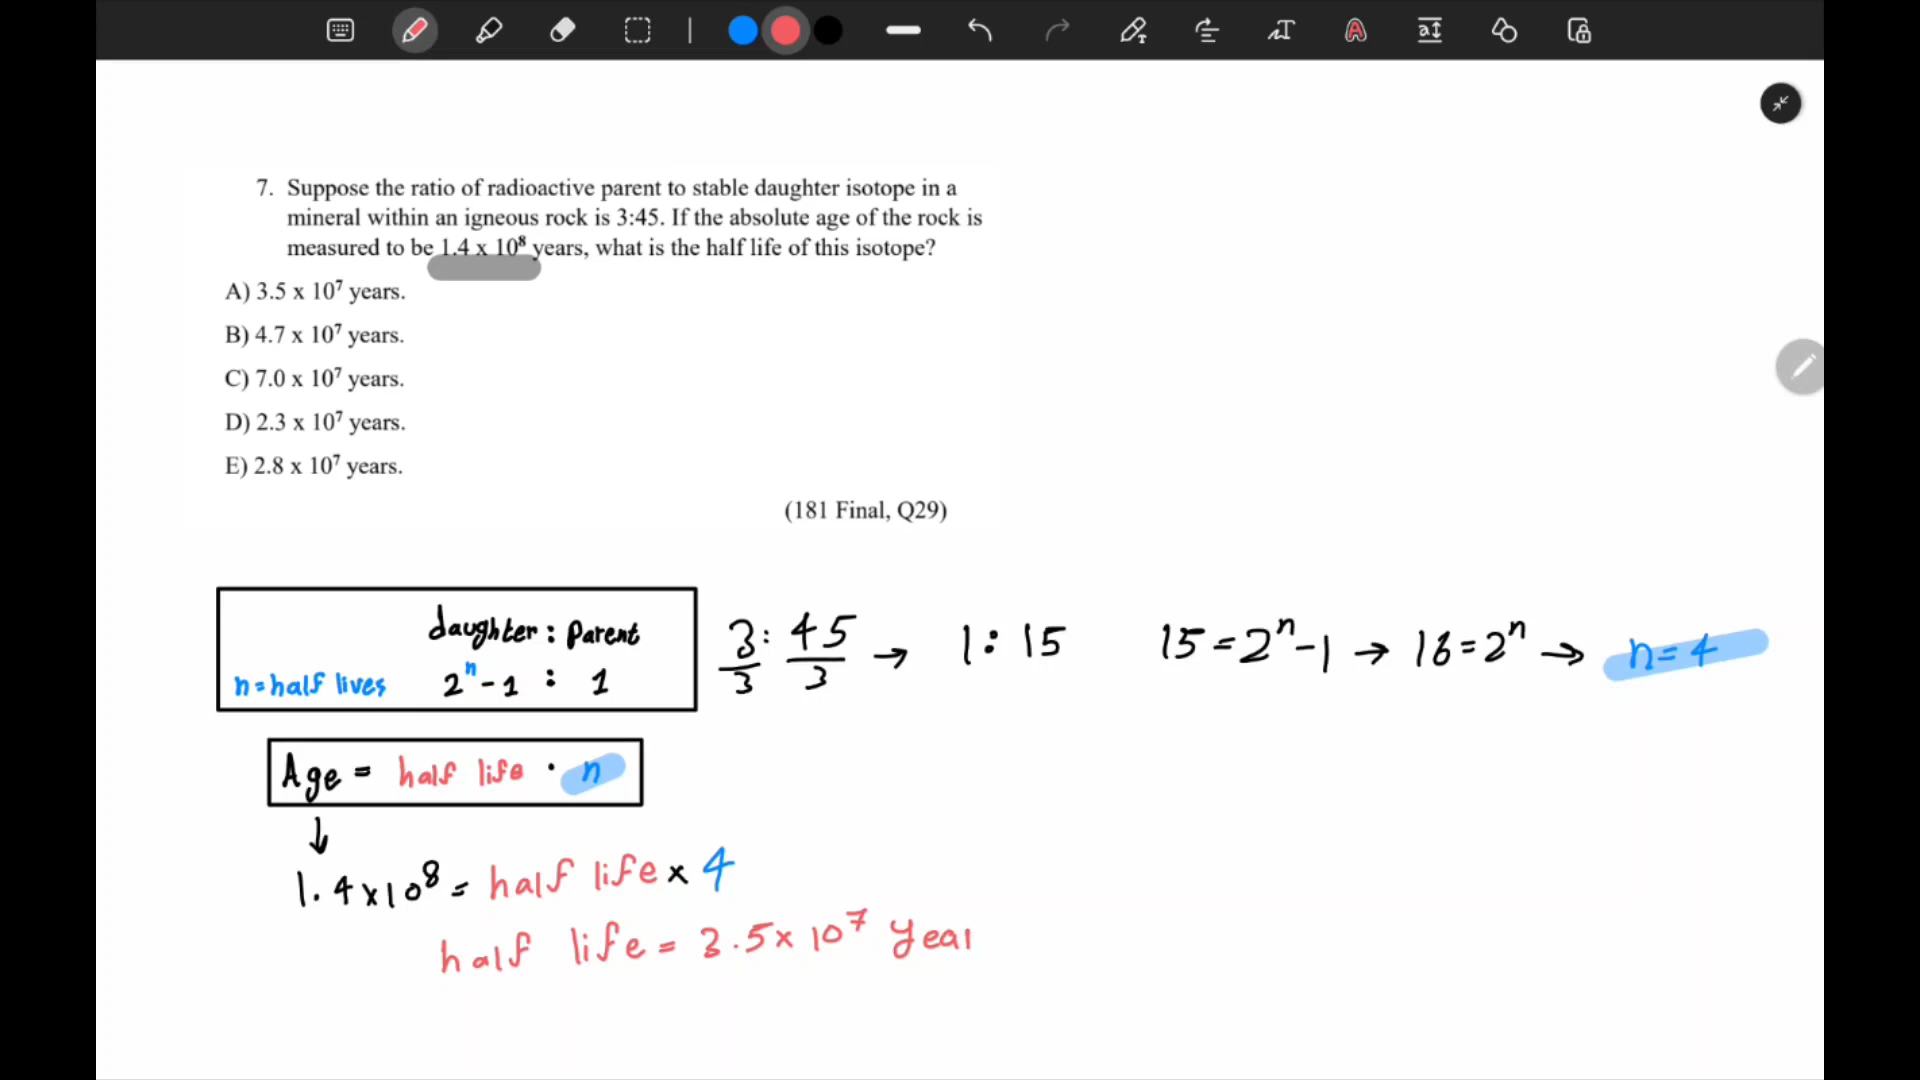 7. Suppose the ratio of radioactive parent to stable daughter isotope in a
mineral within an igneous rock is 3:45. If the absolute age of the rock is
measured to be 1.4 x 10⁸ years, what is the half life of this isotope?
A) 3.5 x 10⁷ years.
B) 4.7 x 10⁷ years.
C) 7.0 x 10⁷ years.
D) 2.3 x 10⁷ years.
E) 2.8 x 10⁷ years.
(181 Final, Q29)
daughter : parent
n = half lives 2ⁿ - 1 : 1
3/3 : 45/3 → 1 : 15 15 = 2ⁿ - 1 → 16 = 2ⁿ → n = 4
Age = half life · n
↓
1.4 x 10⁸ = half life x 4
half life = 3.5 x 10⁷ year